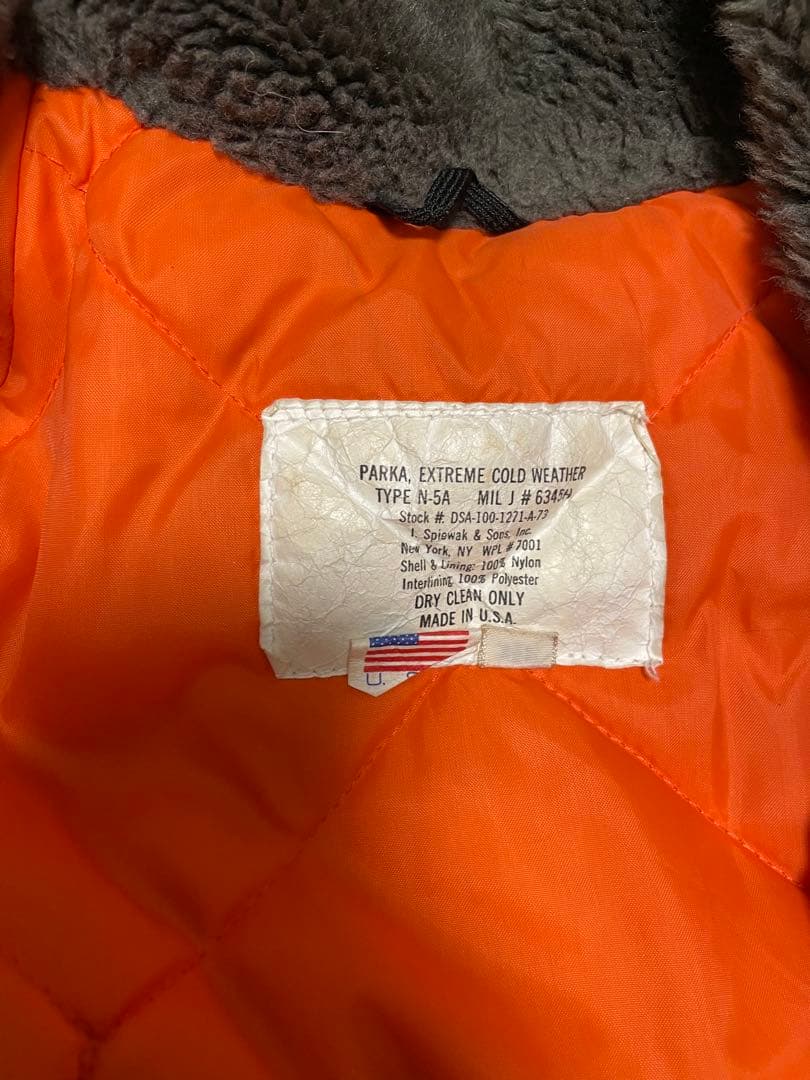 PARKA, EXTREME COLD WEATHER
TYPE N-5A MIL J #
Stock #: DSA-100-1271-A-73
I. Spiewak & Sons, Inc.
New York, NY WPL # 7001
Shell & Lining: 100% Nylon
Interlining 100% Polyester
DRY CLEAN ONLY
MADE IN U.S.A.
U. S